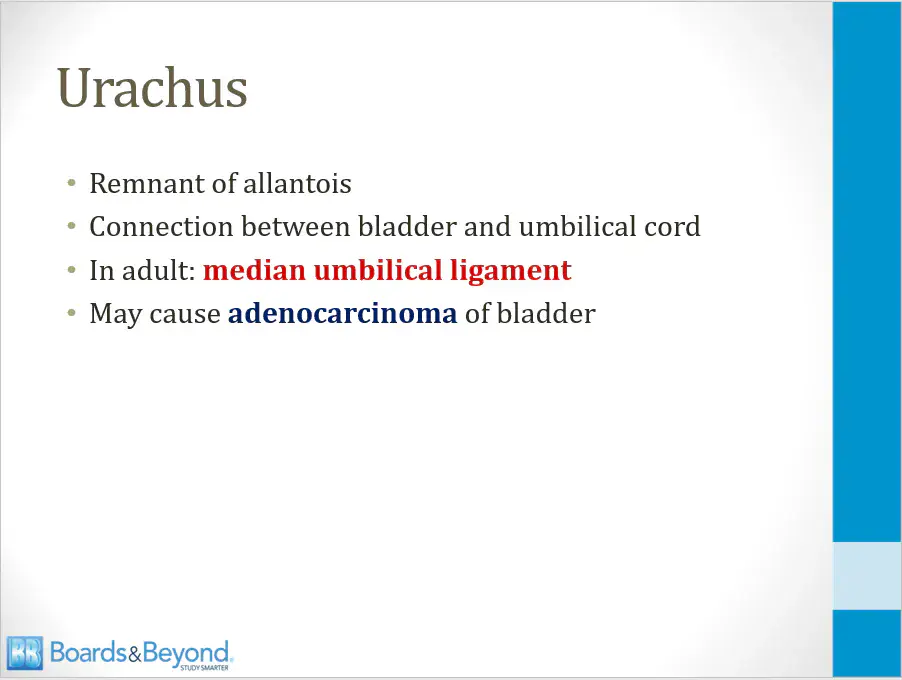 Urachus
• Remnant of allantois
• Connection between bladder and umbilical cord
• In adult: median umbilical ligament
• May cause adenocarcinoma of bladder
BB Boards&Beyond.
STUDY SMARTER